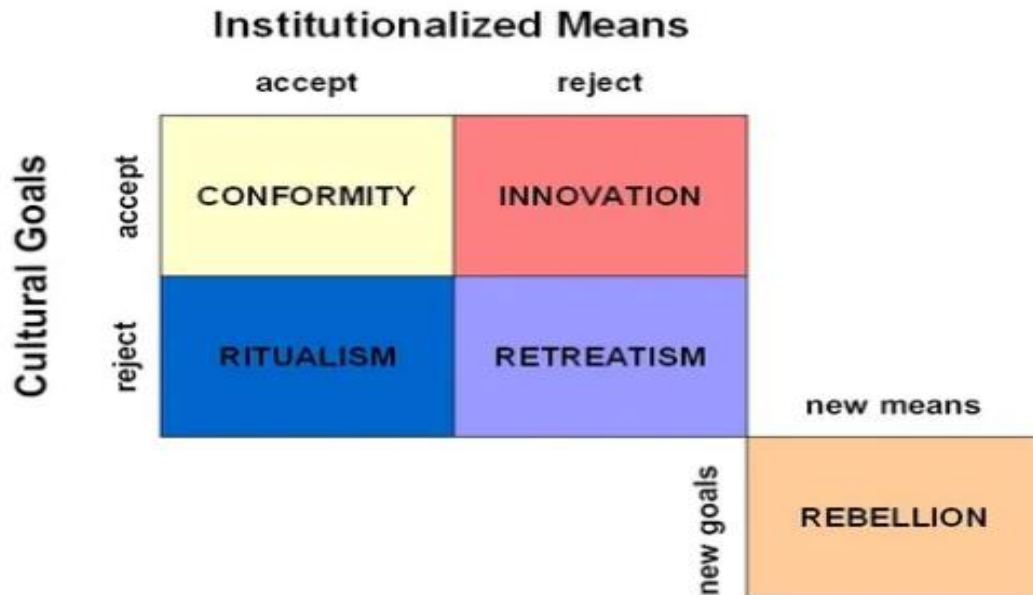 Institutionalized Means
accept reject
Cultural Goals
accept
CONFORMITY INNOVATION
reject
RITUALISM RETREATISM
new means
new goals
REBELLION